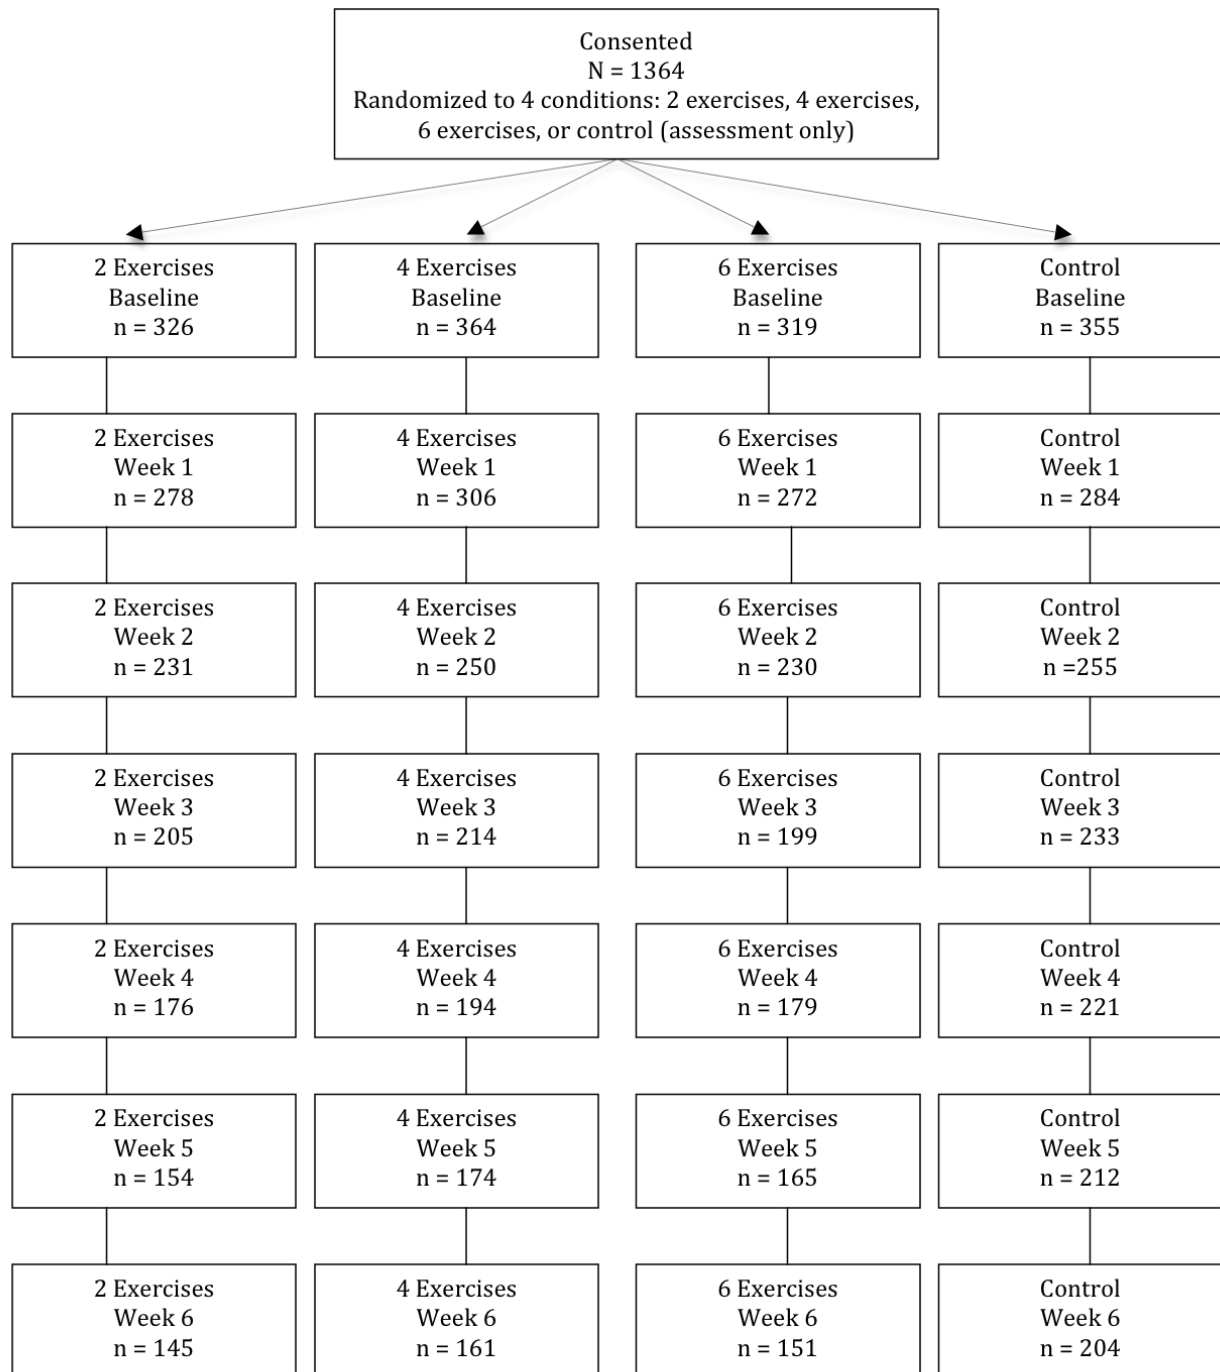 Consented
N = 1364
Randomized to 4 conditions: 2 exercises, 4 exercises,
6 exercises, or control (assessment only)
2 Exercises
Baseline
n = 326
4 Exercises
Baseline
n = 364
6 Exercises
Baseline
n = 319
Control
Baseline
n = 355
2 Exercises
Week 1
n = 278
4 Exercises
Week 1
n = 306
6 Exercises
Week 1
n = 272
Control
Week 1
n = 284
2 Exercises
Week 2
n = 231
4 Exercises
Week 2
n = 250
6 Exercises
Week 2
n = 230
Control
Week 2
n =255
2 Exercises
Week 3
n = 205
4 Exercises
Week 3
n = 214
6 Exercises
Week 3
n = 199
Control
Week 3
n = 233
2 Exercises
Week 4
n = 176
4 Exercises
Week 4
n = 194
6 Exercises
Week 4
n = 179
Control
Week 4
n = 221
2 Exercises
Week 5
n = 154
4 Exercises
Week 5
n = 174
6 Exercises
Week 5
n = 165
Control
Week 5
n = 212
2 Exercises
Week 6
n = 145
4 Exercises
Week 6
n = 161
6 Exercises
Week 6
n = 151
Control
Week 6
n = 204